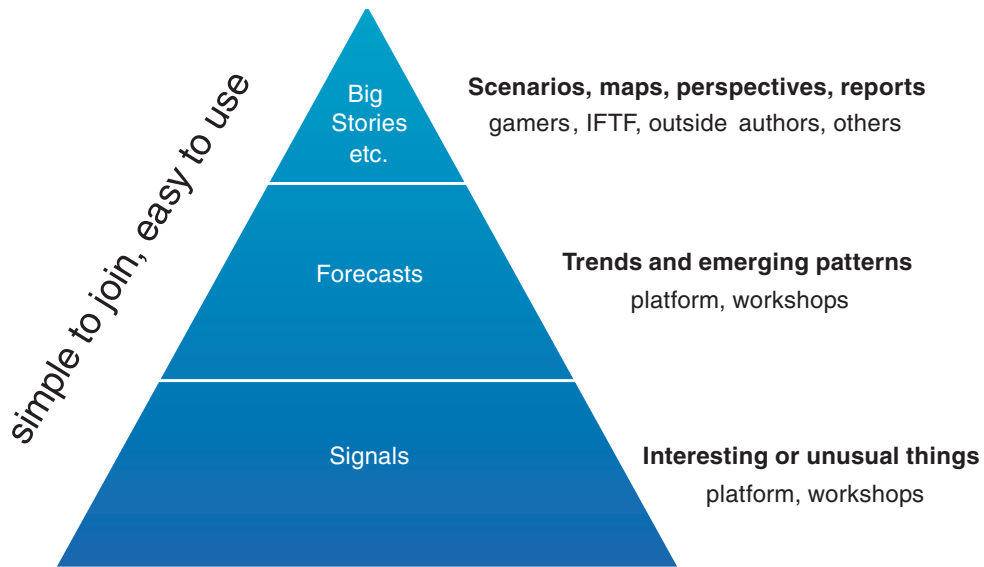 simple to join, easy to use
Big
Stories
etc.
Scenarios, maps, perspectives, reports
gamers, IFTF, outside authors, others
Forecasts
Trends and emerging patterns
platform, workshops
Signals
Interesting or unusual things
platform, workshops